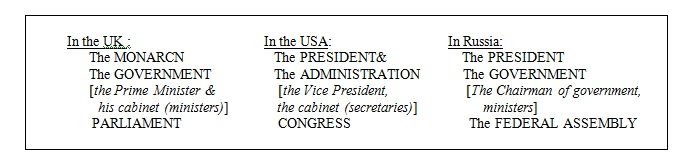 In the UK :
The MONARCN
The GOVERNMENT
[the Prime Minister &
his cabinet (ministers)]
PARLIAMENT
In the USA:
The PRESIDENT&
The ADMINISTRATION
[the Vice President,
the cabinet (secretaries)]
CONGRESS
In Russia:
The PRESIDENT
The GOVERNMENT
[The Chairman of government,
ministers]
The FEDERAL ASSEMBLY